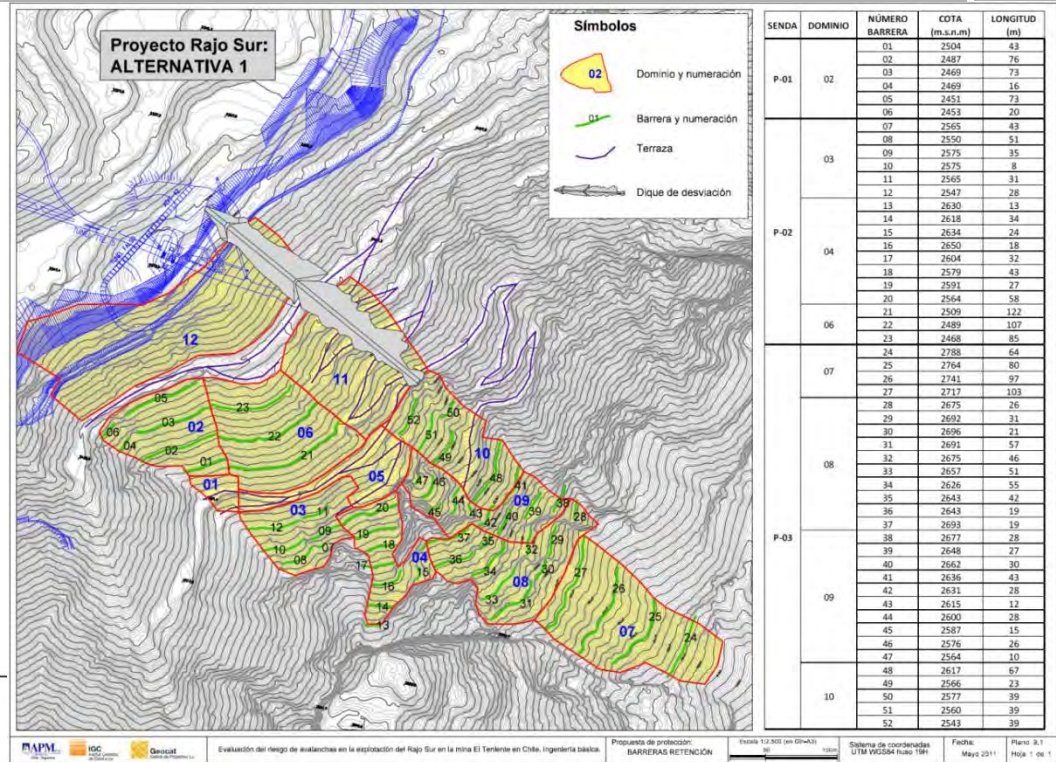 Proyecto Rajo Sur:
ALTERNATIVA 1
Símbolos
02 Dominio y numeración
01 Barrera y numeración
Terraza
Dique de desviación
12
11
05
03
02
06
04
02
01
23
06
22
21
01
03
11
12
09
10
07
08
05
20
19
18
17
04
15
16
14
13
52
50
51
49
10
47
46
48
44
45
43
41
09
42
40
39
38
28
37
35
36
34
32
29
30
08
33
31
27
26
25
24
07
SENDA DOMINIO NÚMERO BARRERA COTA (m.s.n.m) LONGITUD (m)
P-01 02 01 2504 43
02 2487 76
03 2469 73
04 2469 16
05 2451 73
06 2453 20
P-02 03 07 2565 43
08 2550 51
09 2575 35
10 2575 8
11 2565 31
12 2547 28
04 13 2630 13
14 2618 34
15 2634 24
16 2650 18
17 2604 32
18 2579 43
19 2591 27
20 2564 58
06 21 2509 122
22 2489 107
23 2468 85
P-03 07 24 2788 64
25 2764 80
26 2741 97
27 2717 103
08 28 2675 26
29 2692 31
30 2696 21
31 2691 57
32 2675 46
33 2657 51
34 2626 55
35 2643 42
36 2643 19
37 2693 19
09 38 2677 28
39 2648 27
40 2662 30
41 2636 43
42 2631 28
43 2615 12
44 2600 28
45 2587 15
46 2576 26
47 2564 10
10 48 2617 67
49 2566 23
50 2577 39
51 2560 39
52 2543 39
APM
IGC
Geocat
Evaluación del riesgo de avalanchas en la explotación del Rajo Sur en la mina El Teniente en Chile. Ingeniería básica.
Propuesta de protección:
BARRERAS RETENCIÓN
Sistema de coordenadas
UTM WGS84 huso 19H
Fecha:
Mayo 2011
Plano 8.1
Hoja 1 de 1